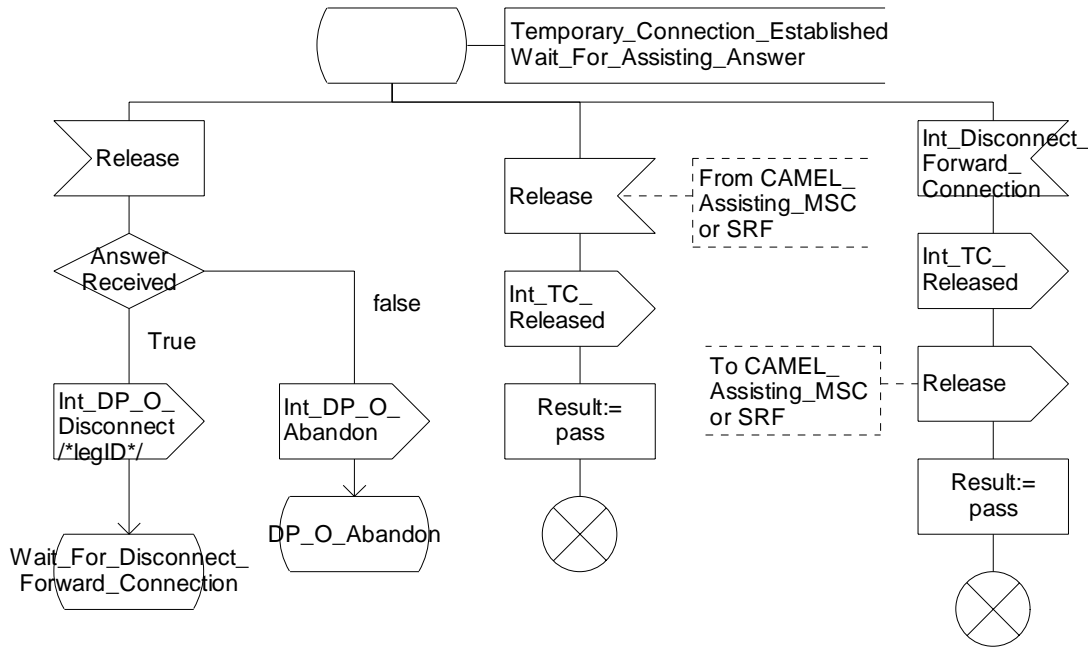 Temporary_Connection_Established
Wait_For_Assisting_Answer
Release
Answer
Received
True
false
Int_DP_O_
Disconnect
/*legID*/
Wait_For_Disconnect_
Forward_Connection
Int_DP_O_
Abandon
DP_O_Abandon
Release
From CAMEL_
Assisting_MSC
or SRF
Int_TC_
Released
Result:=
pass
Int_Disconnect_
Forward_
Connection
Int_TC_
Released
To CAMEL_
Assisting_MSC
or SRF
Release
Result:=
pass